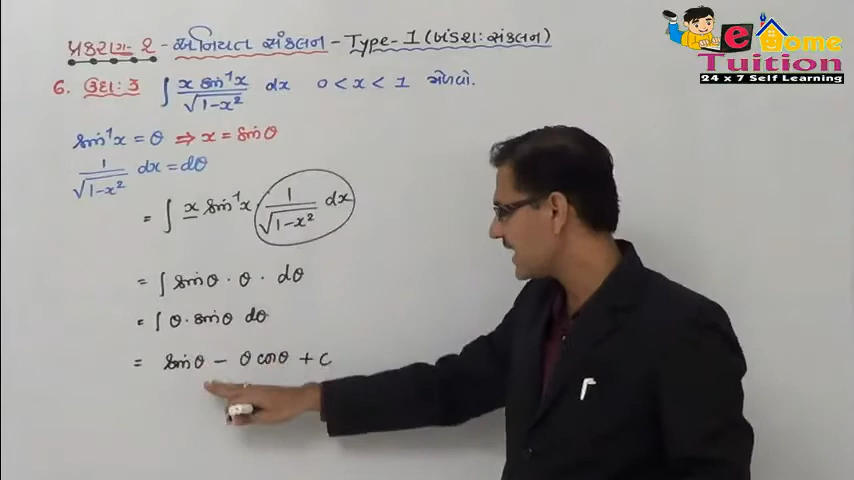 પ્રકરણ-૨ - અનિયત સંકલન - Type-1 (ખંડશઃ સંકલન)
6. ઉદા: ૩ ∫ x sin⁻¹x / √(1-x²) dx 0 < x < 1 મેળવો.
sin⁻¹x = θ ⇒ x = sinθ
1/√(1-x²) dx = dθ
= ∫ x sin⁻¹x 1/√(1-x²) dx
= ∫ sinθ · θ · dθ
= ∫ θ · sinθ dθ
= sinθ - θ cosθ + c
e Home
Tuition
24 x 7 Self Learning